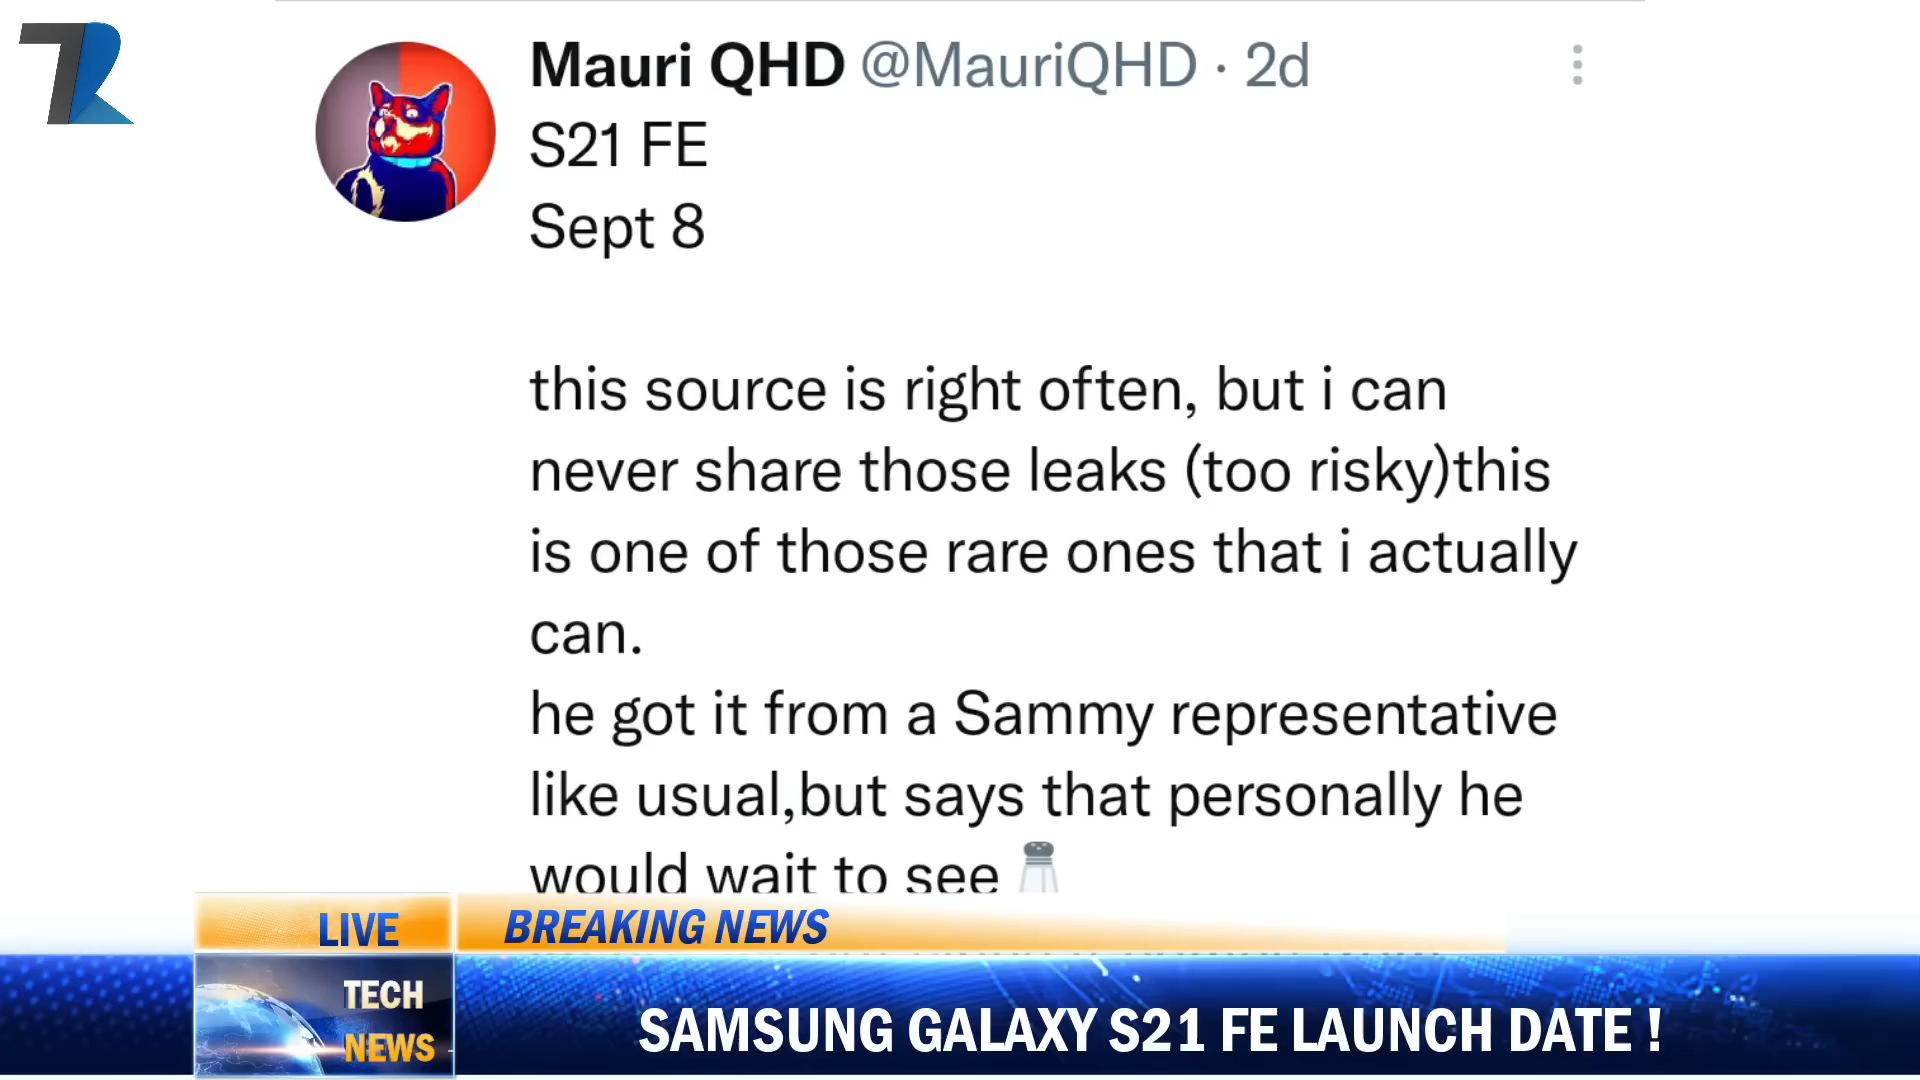 Mauri QHD @MauriQHD · 2d
S21 FE
Sept 8
this source is right often, but i can
never share those leaks (too risky)this
is one of those rare ones that i actually
can.
he got it from a Sammy representative
like usual,but says that personally he
would wait to see
LIVE
BREAKING NEWS
TECH
NEWS
SAMSUNG GALAXY S21 FE LAUNCH DATE !